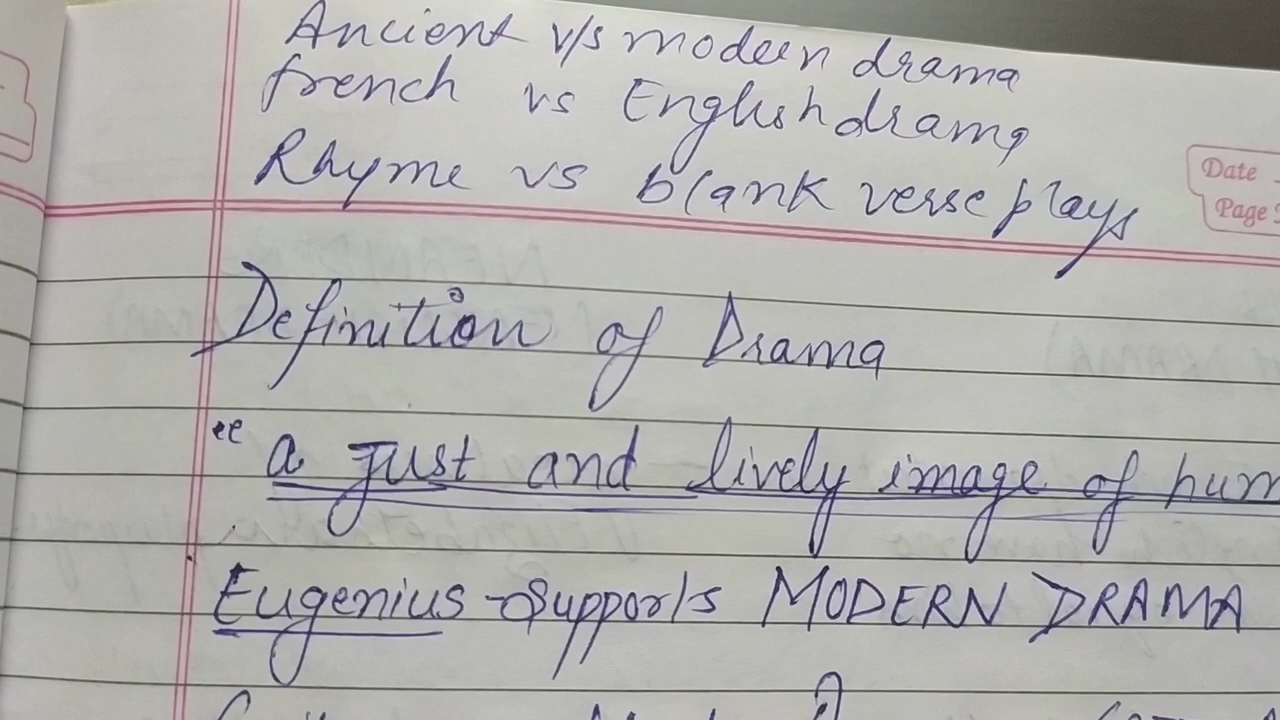 Ancient v/s modern drama
french vs English drama
Rhyme vs blank verse plays
Date
Page
Definition of Drama
" a just and lively image of hum
Eugenius → Supports MODERN DRAMA